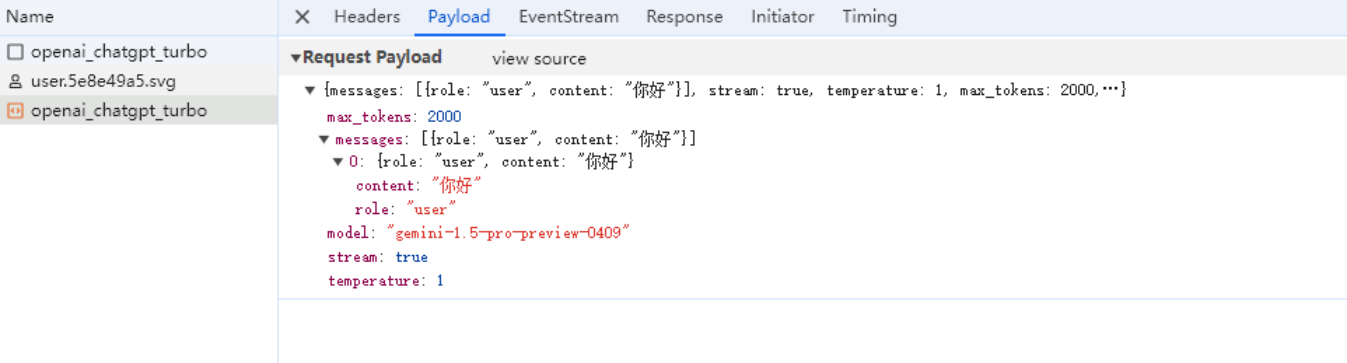 Name
× Headers Payload EventStream Response Initiator Timing
openai_chatgpt_turbo
user.5e8e49a5.svg
openai_chatgpt_turbo
▼Request Payload view source
▼ {messages: [{role: "user", content: "你好"}], stream: true, temperature: 1, max_tokens: 2000,…}
max_tokens: 2000
▼ messages: [{role: "user", content: "你好"}]
▼ 0: {role: "user", content: "你好"}
content: "你好"
role: "user"
model: "gemini-1.5-pro-preview-0409"
stream: true
temperature: 1